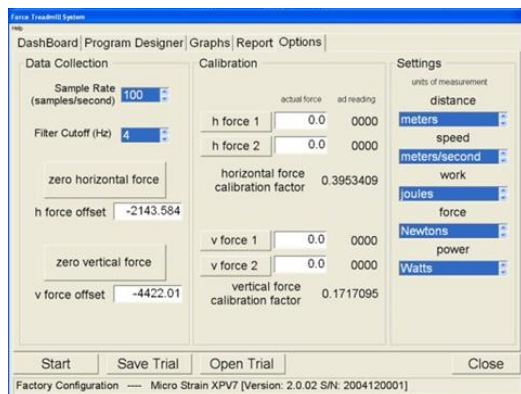 Force Treadmill System
Help
DashBoard Program Designer Graphs Report Options
Data Collection
Sample Rate
(samples/second)
100
Filter Cutoff (Hz)
4
zero horizontal force
h force offset -2143.584
zero vertical force
v force offset -4422.01
Calibration
actual force ad reading
h force 1 0.0 0000
h force 2 0.0 0000
horizontal force
calibration factor
0.3953409
v force 1 0.0 0000
v force 2 0.0 0000
vertical force
calibration factor
0.1717095
Settings
units of measurement
distance
meters
speed
meters/second
work
joules
force
Newtons
power
Watts
Start Save Trial Open Trial Close
Factory Configuration ---- Micro Strain XPV7 [Version: 2.0.02 S/N: 2004120001]